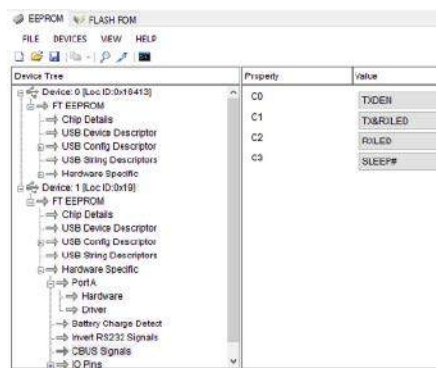 EEPROM FLASH ROM
FILE DEVICES VIEW HELP
Device Tree
Device: 0 [Loc ID:0x16413]
FT EEPROM
Chip Details
USB Device Descriptor
USB Config Descriptor
USB String Descriptors
Hardware Specific
Device: 1 [Loc ID:0x19]
FT EEPROM
Chip Details
USB Device Descriptor
USB Config Descriptor
USB String Descriptors
Hardware Specific
Port A
Hardware
Driver
Battery Charge Detect
Invert RS232 Signals
CBUS Signals
IO Pins
Property Value
C0 TXDEN
C1 TX&RXLED
C2 RXLED
C3 SLEEP#